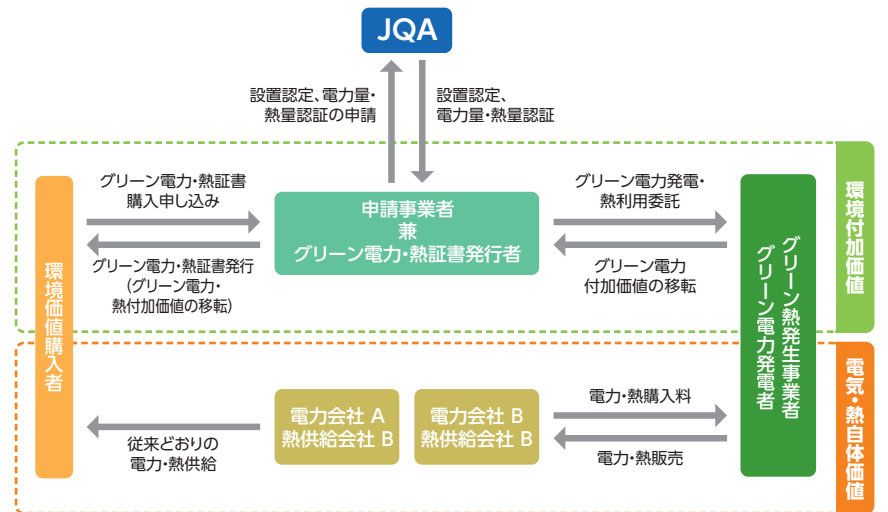 JQA
設置認定、電力量・
熱量認証の申請
設置認定、
電力量・熱量認証
グリーン電力・熱証書
購入申し込み
グリーン電力・熱証書発行
(グリーン電力・
熱付加価値の移転)
申請事業者
兼
グリーン電力・熱証書発行者
グリーン電力発電・
熱利用委託
グリーン電力
付加価値の移転
環境価値購入者
グリーン熱発生事業者
グリーン電力発電者
環境付加価値
従来どおりの
電力・熱供給
電力会社 A
熱供給会社 B
電力会社 B
熱供給会社 B
電力・熱購入料
電力・熱販売
電気・熱自体価値